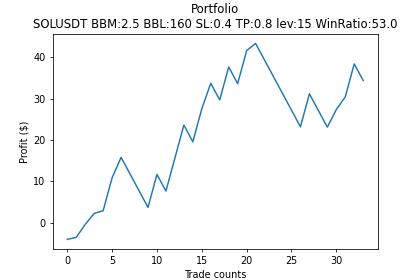 Portfolio
SOLUSDT BBM:2.5 BBL:160 SL:0.4 TP:0.8 lev:15 WinRatio:53.0
Profit ($)
40
30
20
10
0
0 5 10 15 20 25 30
Trade counts